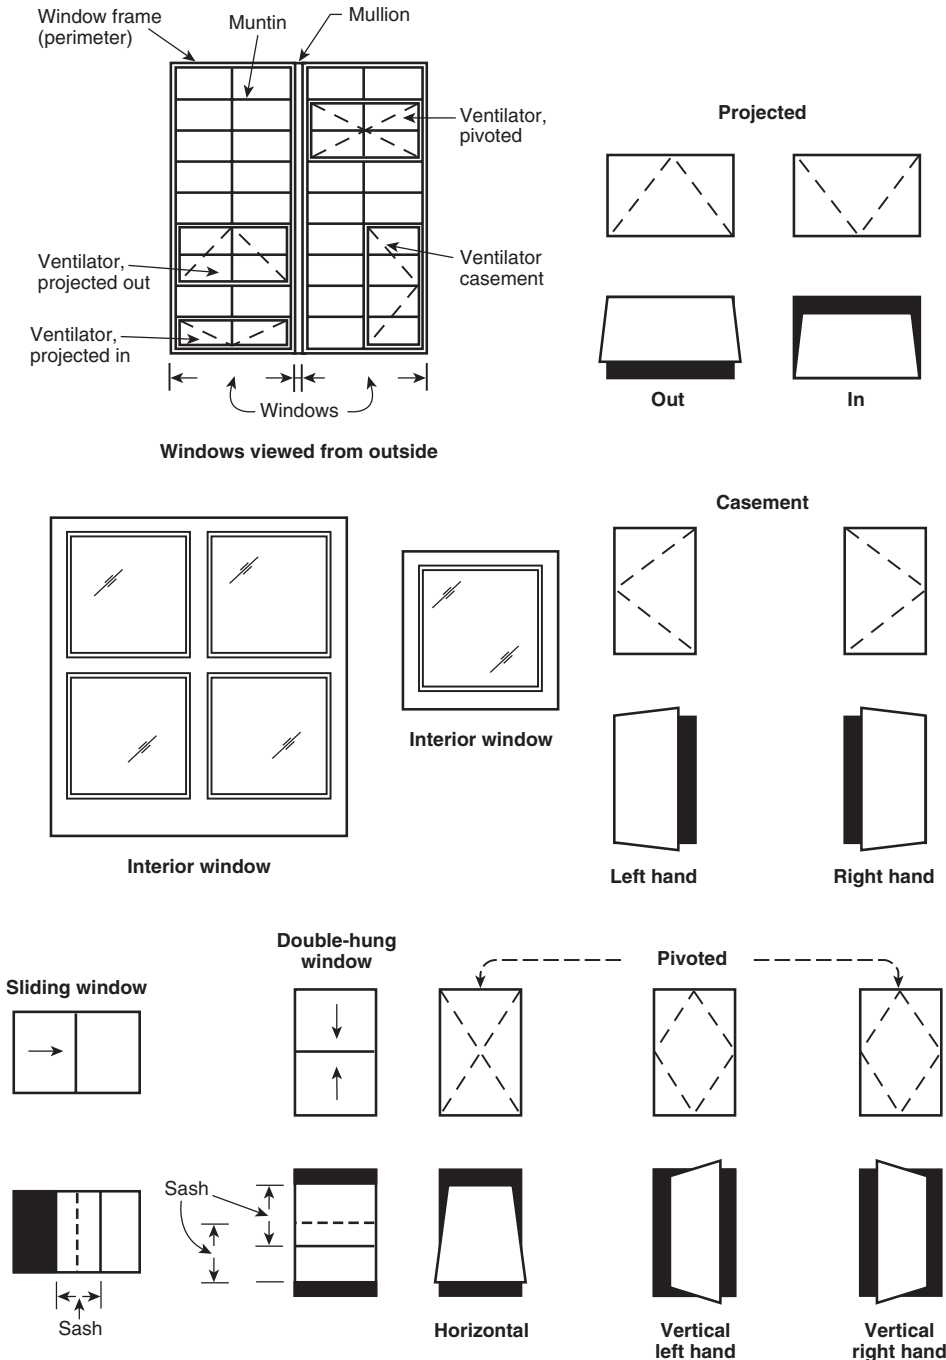 Window frame
(perimeter)
Muntin
Mullion
Ventilator,
pivoted
Ventilator,
projected out
Ventilator
casement
Ventilator,
projected in
Windows
Windows viewed from outside
Projected
Out
In
Interior window
Interior window
Casement
Left hand
Right hand
Sliding window
Sash
Double-hung
window
Sash
Pivoted
Horizontal
Vertical
left hand
Vertical
right hand